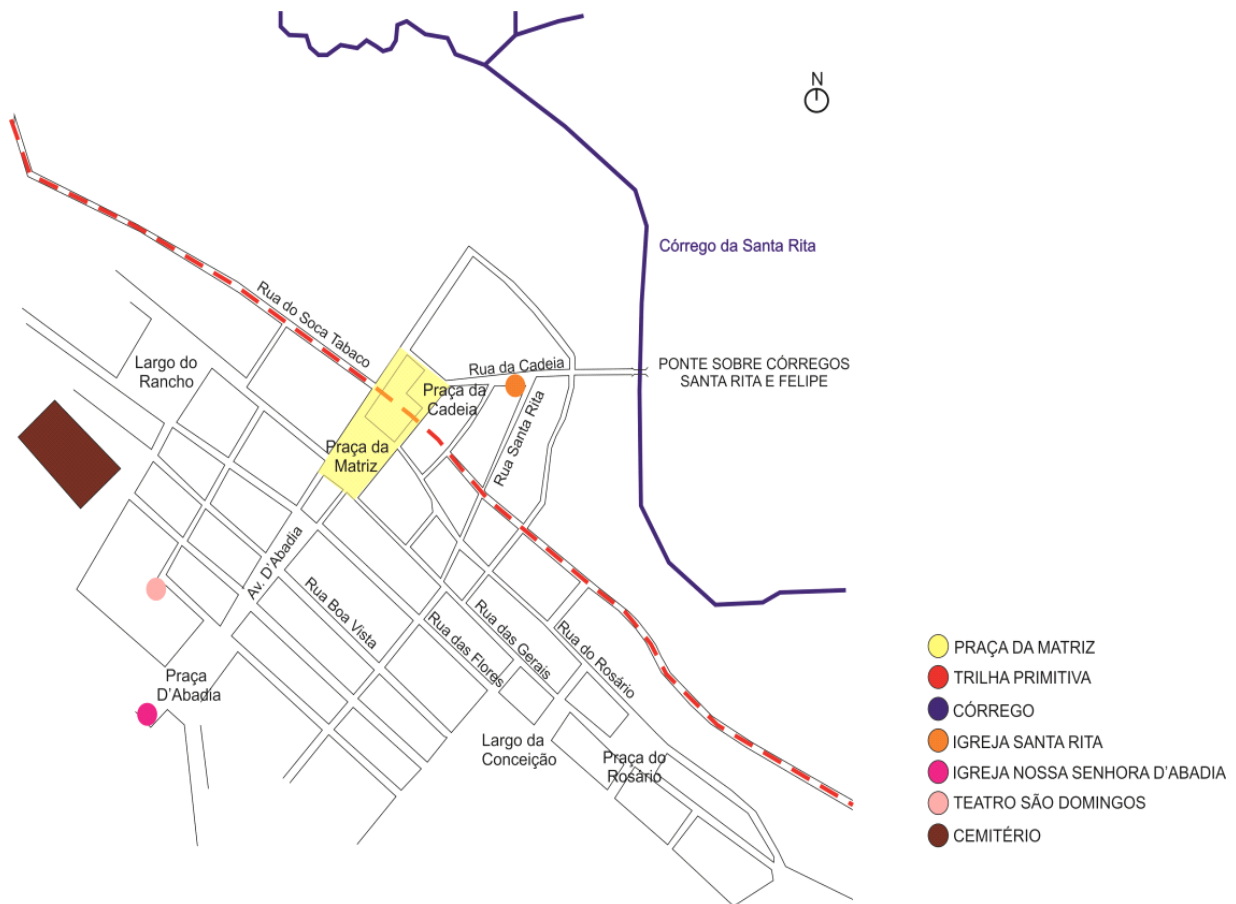 N
Córrego da Santa Rita
Rua do Soca Tabaco
Largo do
Rancho
Rua da Cadeia
PONTE SOBRE CÓRREGOS
SANTA RITA E FELIPE
Praça da
Cadeia
Rua Santa Rita
Praça da
Matriz
Av. D'Abadia
Rua Boa Vista
Rua das Flores
Rua das Gerais
Rua do Rosário
Praça
D'Abadia
Largo da
Conceição
Praça do
Rosário
PRAÇA DA MATRIZ
TRILHA PRIMITIVA
CÓRREGO
IGREJA SANTA RITA
IGREJA NOSSA SENHORA D'ABADIA
TEATRO SÃO DOMINGOS
CEMITÉRIO